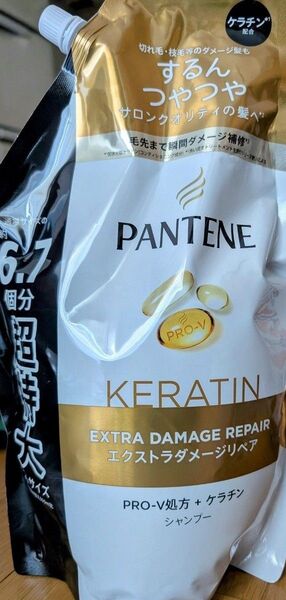 ケラチン*1
配合
切れ毛・枝毛等のダメージ髪も
するん
つやつや
サロンクオリティの髪へ
毛先まで瞬間ダメージ補修
PANTENE
PRO-V
6.7
個分
超特大
サイズ
KERATIN
EXTRA DAMAGE REPAIR
エクストラダメージリペア
PRO-V処方 + ケラチン
シャンプー